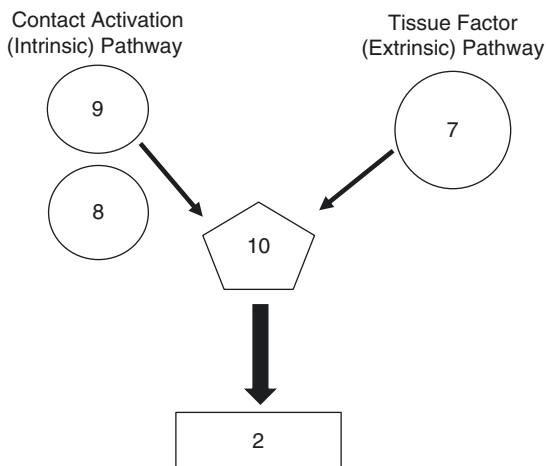 Contact Activation
(Intrinsic) Pathway
Tissue Factor
(Extrinsic) Pathway
9
7
8
10
2